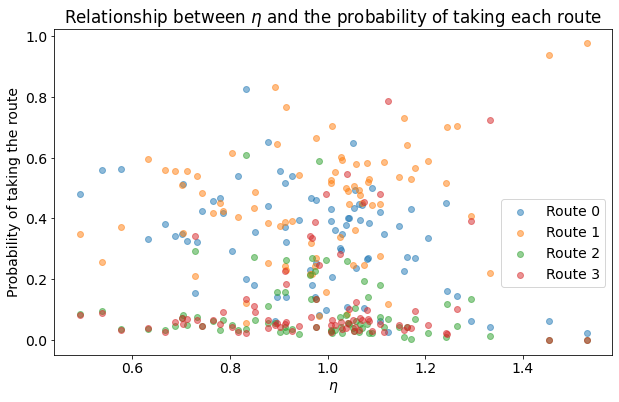 Relationship between η and the probability of taking each route
Probability of taking the route
1.0
0.8
0.6
0.4
0.2
0.0
Route 0
Route 1
Route 2
Route 3
0.6 0.8 1.0 1.2 1.4
η